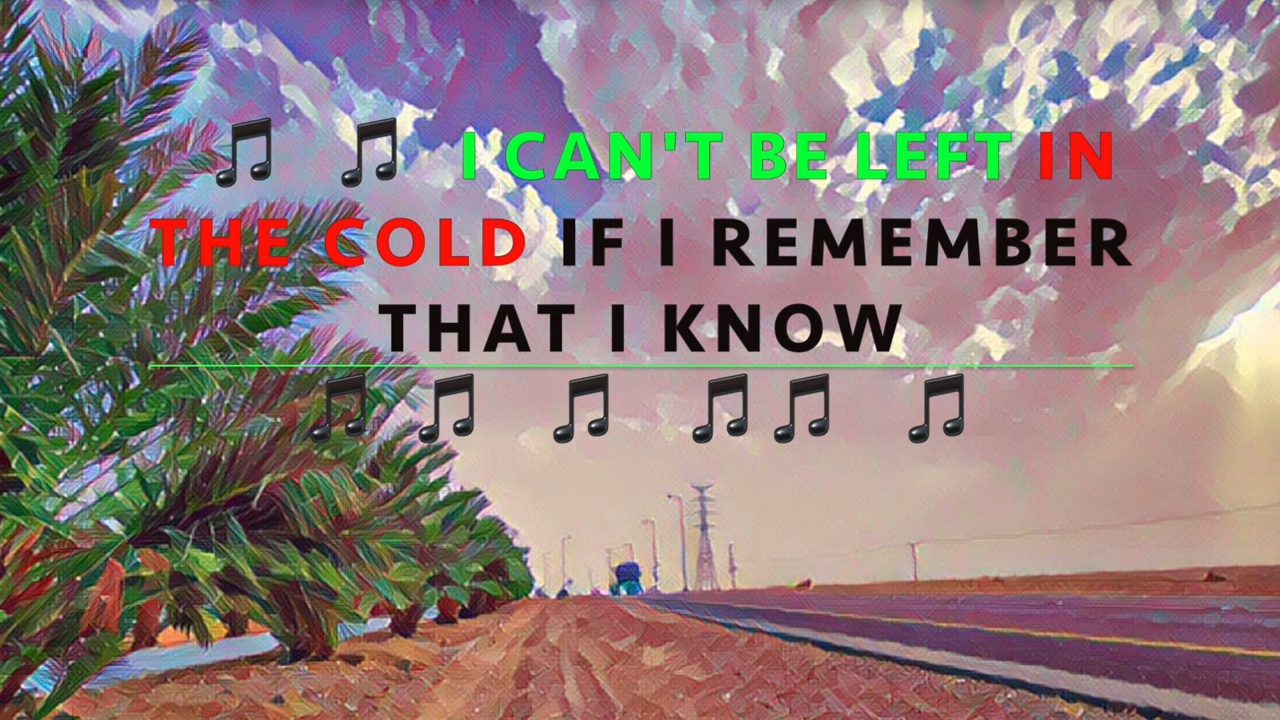 🎵 🎵 I CAN'T BE LEFT IN
THE COLD IF I REMEMBER
THAT I KNOW
🎵 🎵 🎵 🎵 🎵 🎵